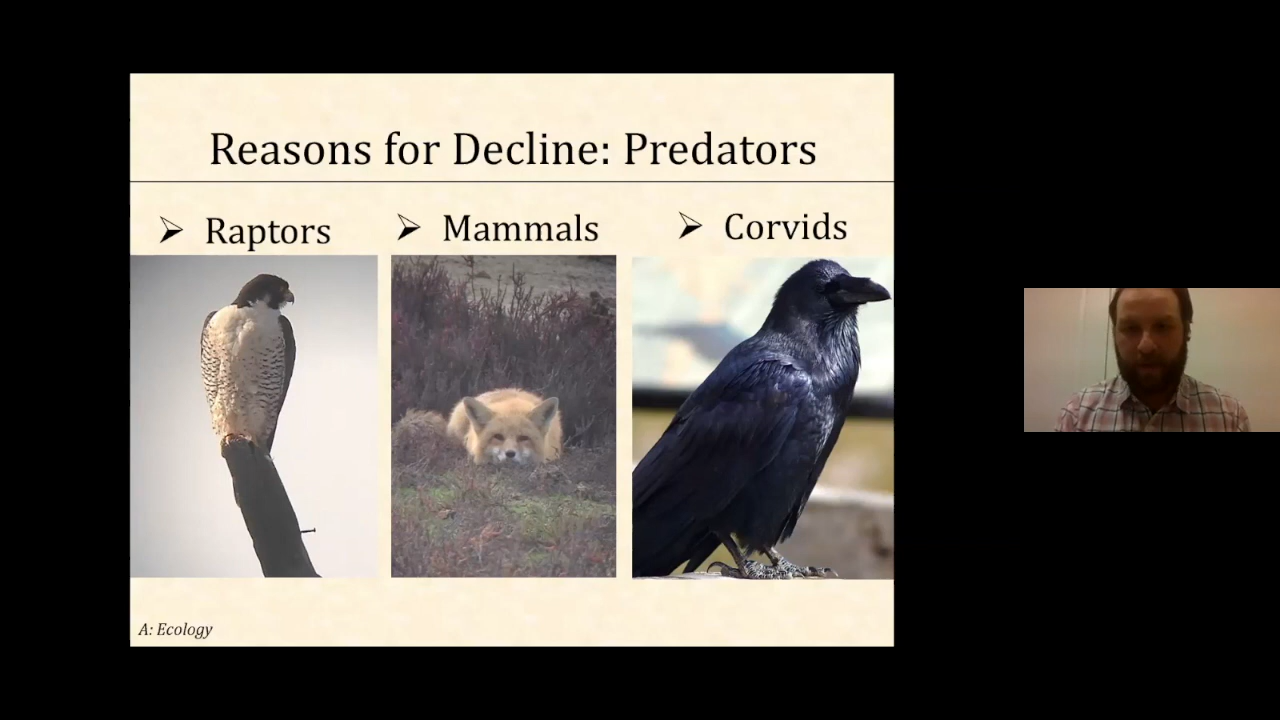 Reasons for Decline: Predators
➢ Raptors
➢ Mammals
➢ Corvids
A: Ecology